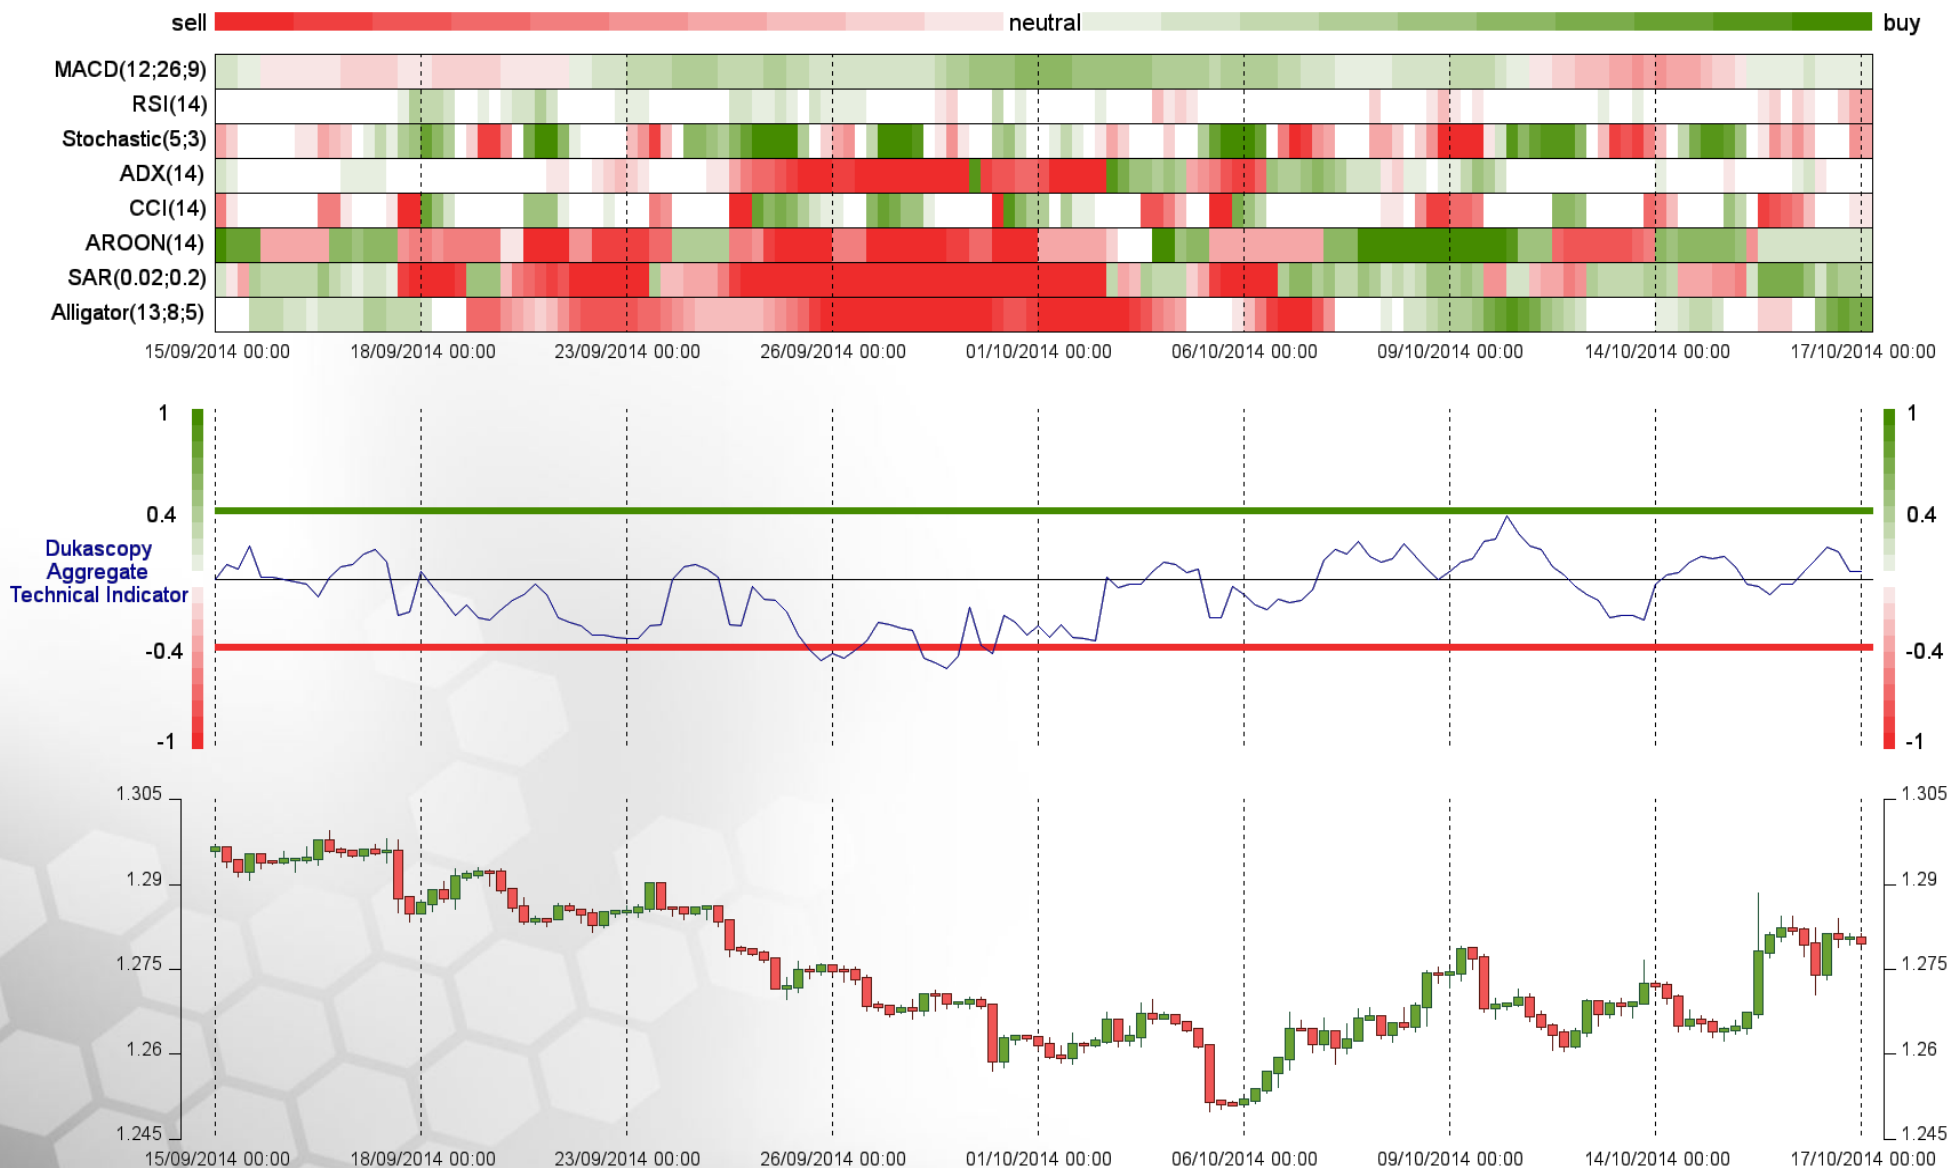 sell neutral buy
MACD(12;26;9)
RSI(14)
Stochastic(5;3)
ADX(14)
CCI(14)
AROON(14)
SAR(0.02;0.2)
Alligator(13;8;5)
15/09/2014 00:00 18/09/2014 00:00 23/09/2014 00:00 26/09/2014 00:00 01/10/2014 00:00 06/10/2014 00:00 09/10/2014 00:00 14/10/2014 00:00 17/10/2014 00:00
1 1
0.4 0.4
Dukascopy
Aggregate
Technical Indicator
-0.4 -0.4
-1 -1
1.305 1.305
1.29 1.29
1.275 1.275
1.26 1.26
1.245 1.245
15/09/2014 00:00 18/09/2014 00:00 23/09/2014 00:00 26/09/2014 00:00 01/10/2014 00:00 06/10/2014 00:00 09/10/2014 00:00 14/10/2014 00:00 17/10/2014 00:00